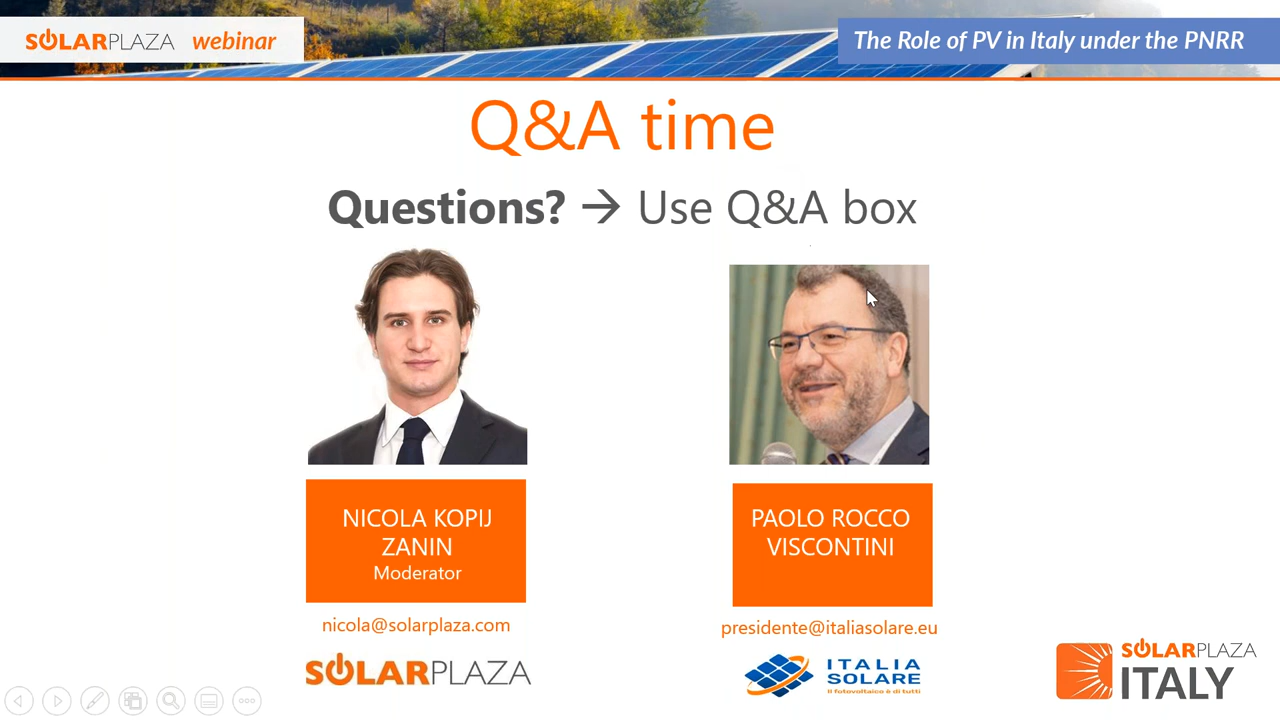 SOLARPLAZA webinar
The Role of PV in Italy under the PNRR
Q&A time
Questions? → Use Q&A box
NICOLA KOPIJ
ZANIN
Moderator
nicola@solarplaza.com
SOLARPLAZA
PAOLO ROCCO
VISCONTINI
presidente@italiasolare.eu
ITALIA
SOLARE
il fotovoltaico è di tutti
SOLARPLAZA
ITALY